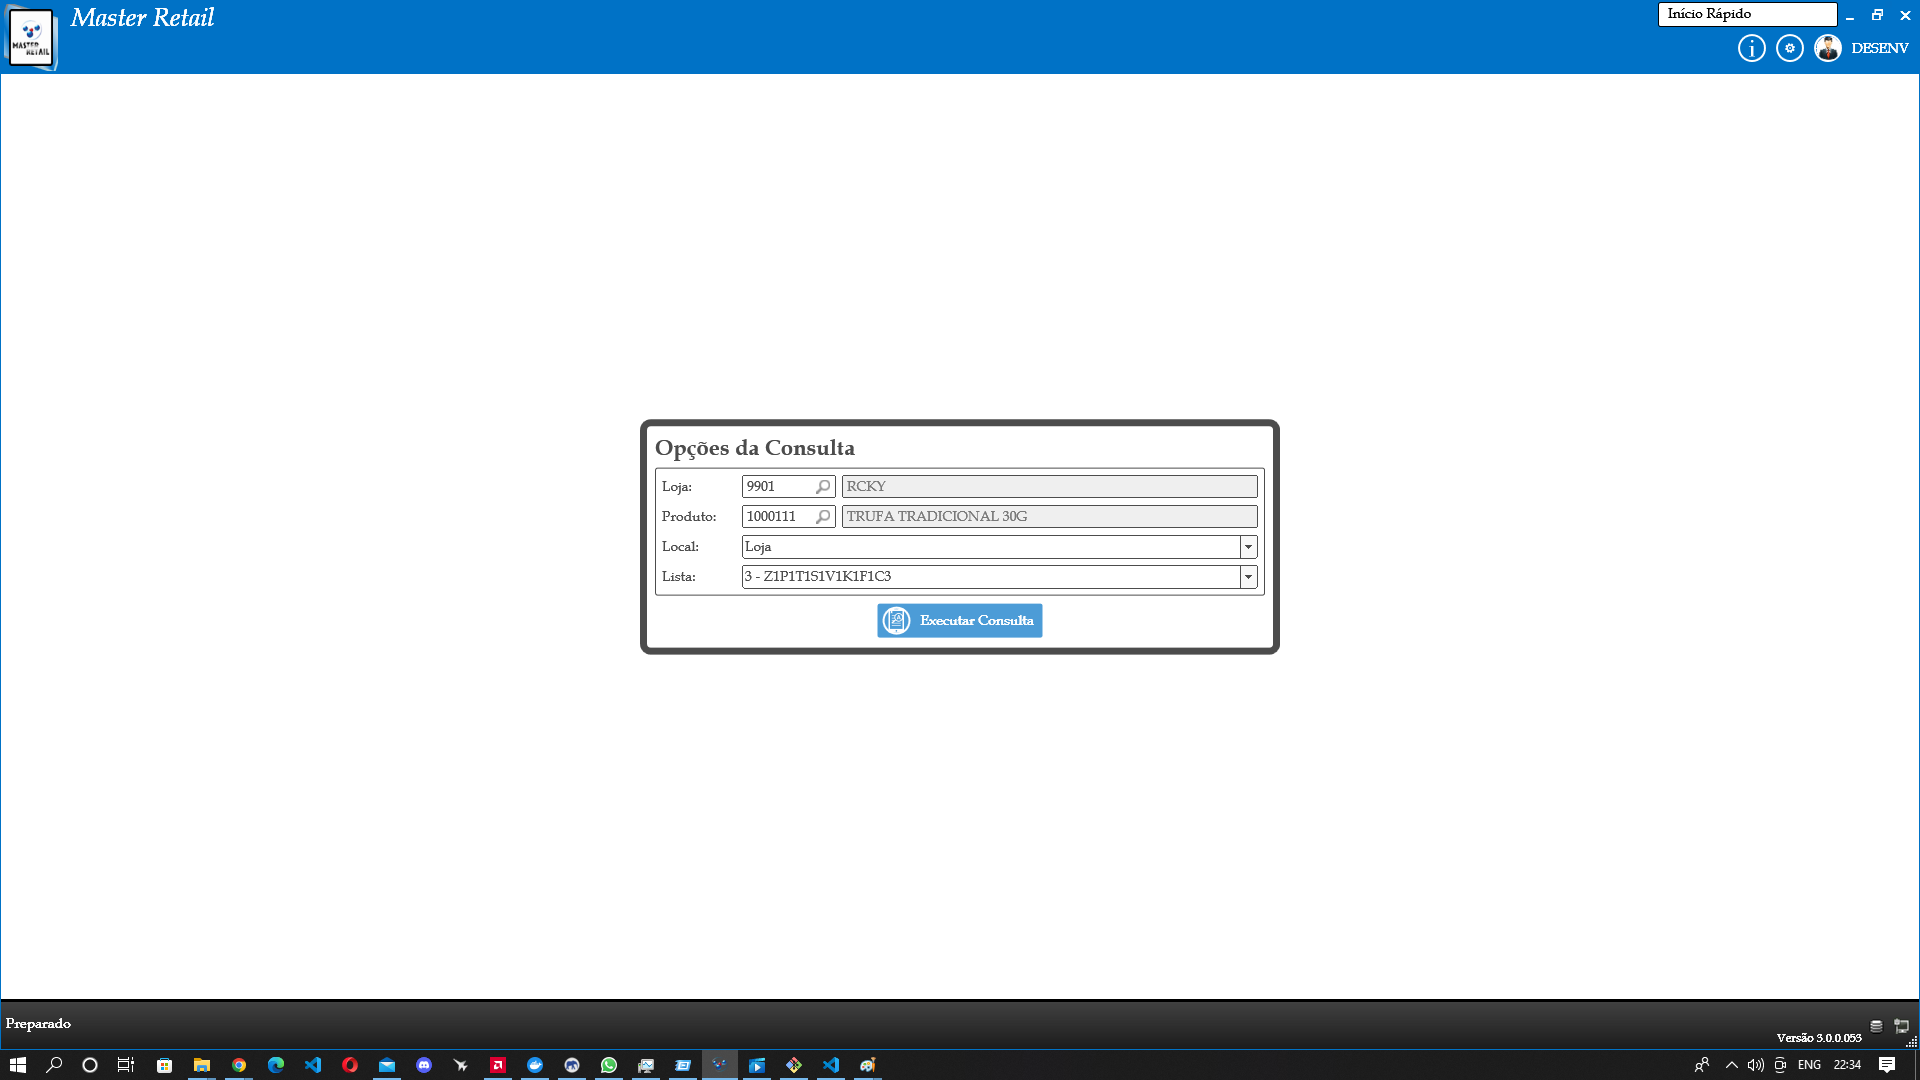 Master Retail
MASTER
RETAIL
Início Rápido
DESENV
Opções da Consulta
Loja: 9901 RCKY
Produto: 1000111 TRUFA TRADICIONAL 30G
Local: Loja
Lista: 3 - Z1P1T1S1V1K1F1C3
Executar Consulta
Preparado
Versão 3.0.0.053
ENG 22:34